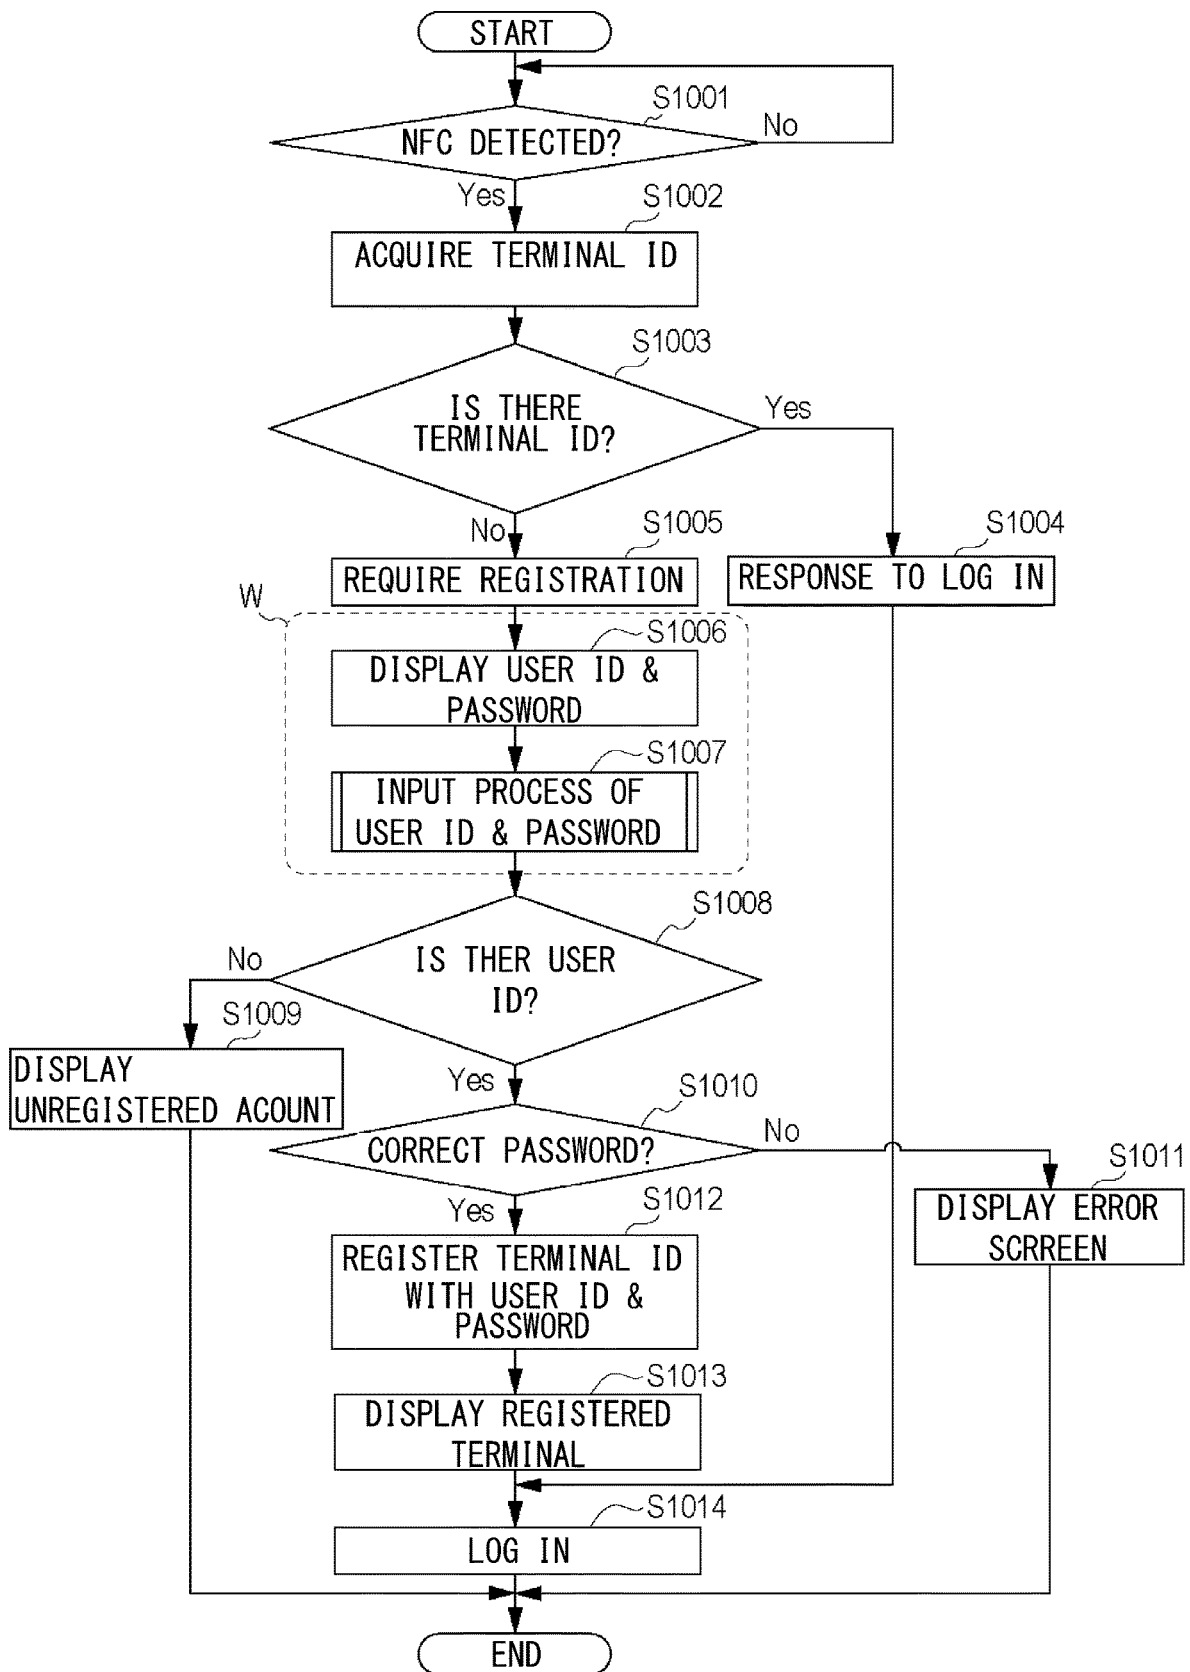 START
S1001
NFC DETECTED?
No
Yes
S1002
ACQUIRE TERMINAL ID
S1003
IS THERE
TERMINAL ID?
Yes
No
S1005
S1004
REQUIRE REGISTRATION
RESPONSE TO LOG IN
W
S1006
DISPLAY USER ID &
PASSWORD
S1007
INPUT PROCESS OF
USER ID & PASSWORD
S1008
No
IS THER USER
ID?
S1009
DISPLAY
UNREGISTERED ACOUNT
Yes
S1010
CORRECT PASSWORD?
No
S1011
DISPLAY ERROR
SCRREEN
Yes
S1012
REGISTER TERMINAL ID
WITH USER ID &
PASSWORD
S1013
DISPLAY REGISTERED
TERMINAL
S1014
LOG IN
END